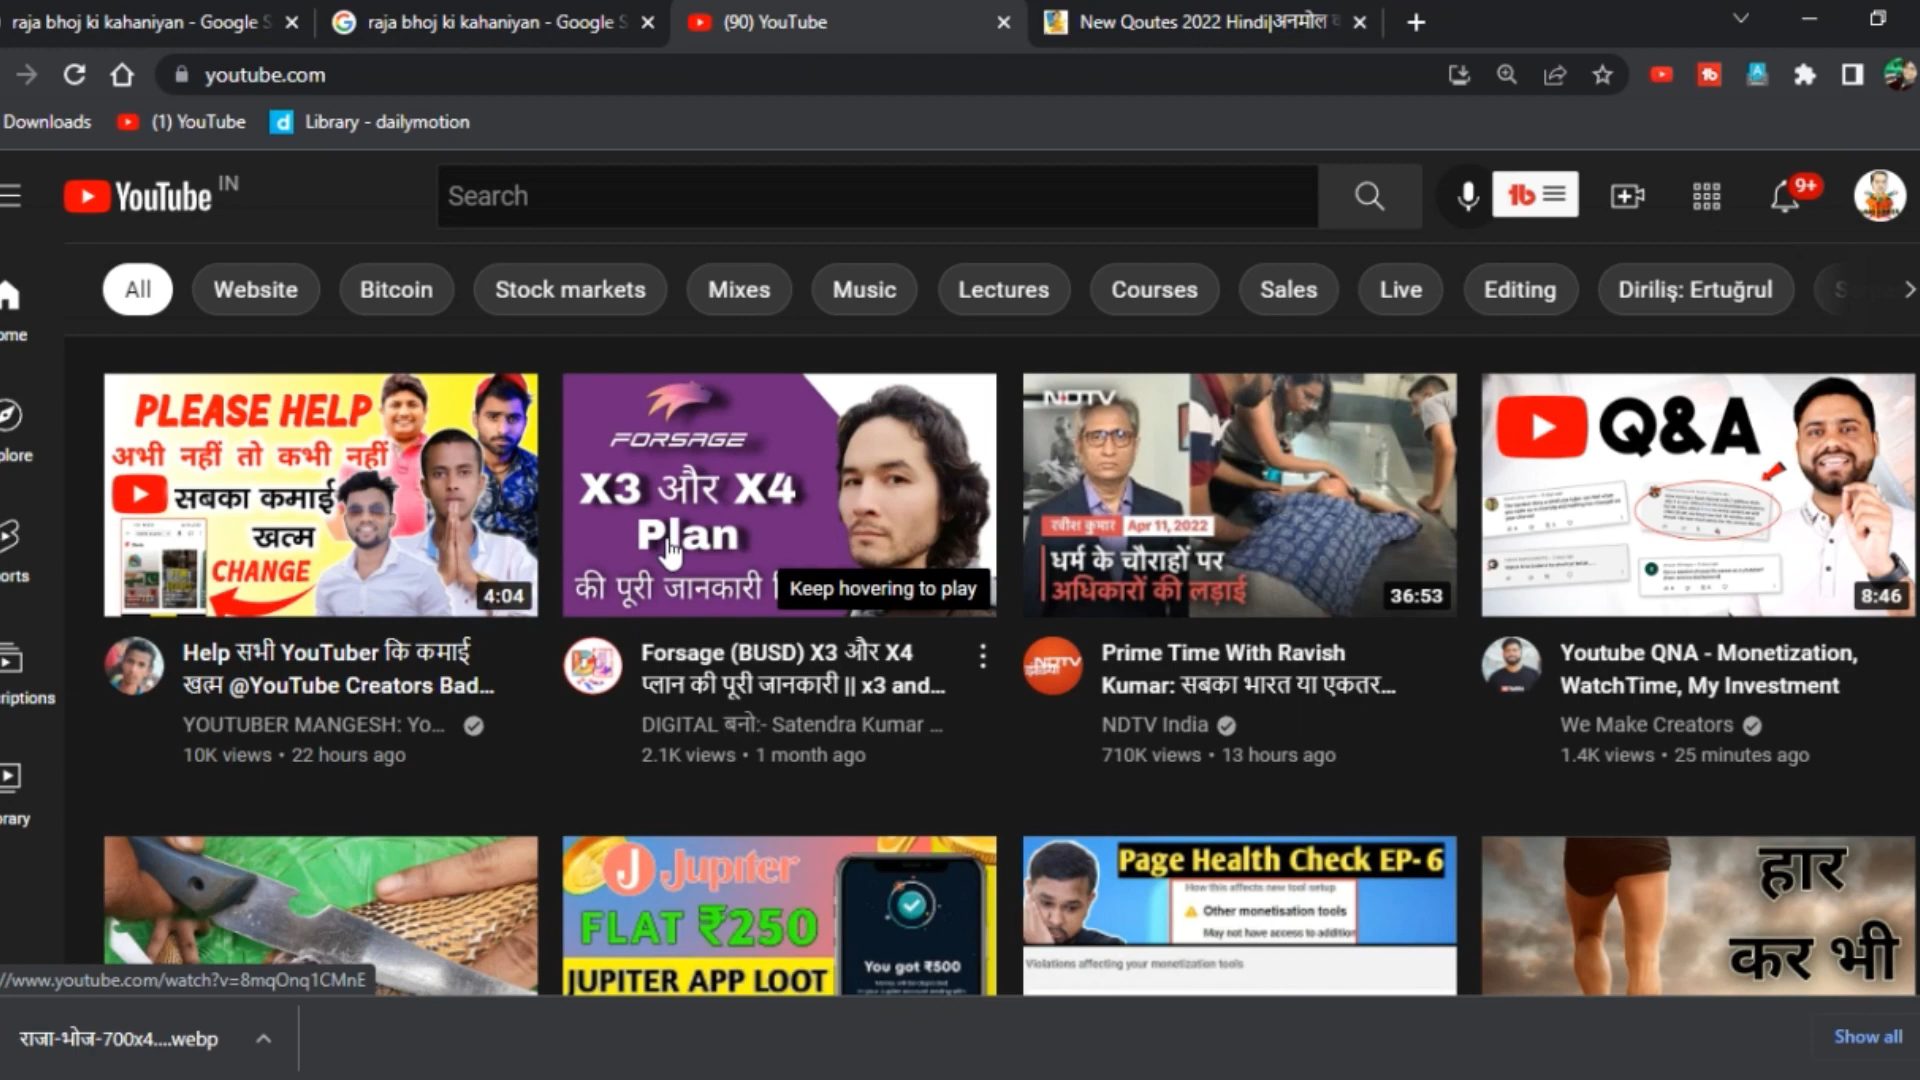 raja bhoj ki kahaniyan - Google S
raja bhoj ki kahaniyan - Google S
(90) YouTube
New Qoutes 2022 Hindi|अनमोल व
youtube.com
Downloads
(1) YouTube
d Library - dailymotion
YouTube IN
Search
tb
9+
All
Website
Bitcoin
Stock markets
Mixes
Music
Lectures
Courses
Sales
Live
Editing
Diriliş: Ertuğrul
ome
plore
orts
riptions
rary
PLEASE HELP
अभी नहीं तो कभी नहीं
सबका कमाई
खत्म
CHANGE
4:04
FORSAGE
X3 और X4
Plan
की पूरी जानकारी
Keep hovering to play
NDTV
रवीश कुमार Apr 11, 2022
धर्म के चौराहों पर
अधिकारों की लड़ाई
36:53
Q&A
8:46
Help सभी YouTuber कि कमाई
खत्म @YouTube Creators Bad...
YOUTUBER MANGESH: Yo...
10K views • 22 hours ago
Forsage (BUSD) X3 और X4
प्लान की पूरी जानकारी || x3 and...
DIGITAL बनो:- Satendra Kumar ...
2.1K views • 1 month ago
NDTV
इंडिया
Prime Time With Ravish
Kumar: सबका भारत या एकतर...
NDTV India
710K views • 13 hours ago
Youtube QNA - Monetization,
WatchTime, My Investment
We Make Creators
1.4K views • 25 minutes ago
Jupiter
FLAT ₹250
JUPITER APP LOOT
You got ₹500
Page Health Check EP- 6
How this affects new tool setup
Other monetisation tools
May not have access to addition
Violations affecting your monetization tools
हार
कर भी
//www.youtube.com/watch?v=8mqOnq1CMnE
राजा-भोज-700x4....webp
Show all